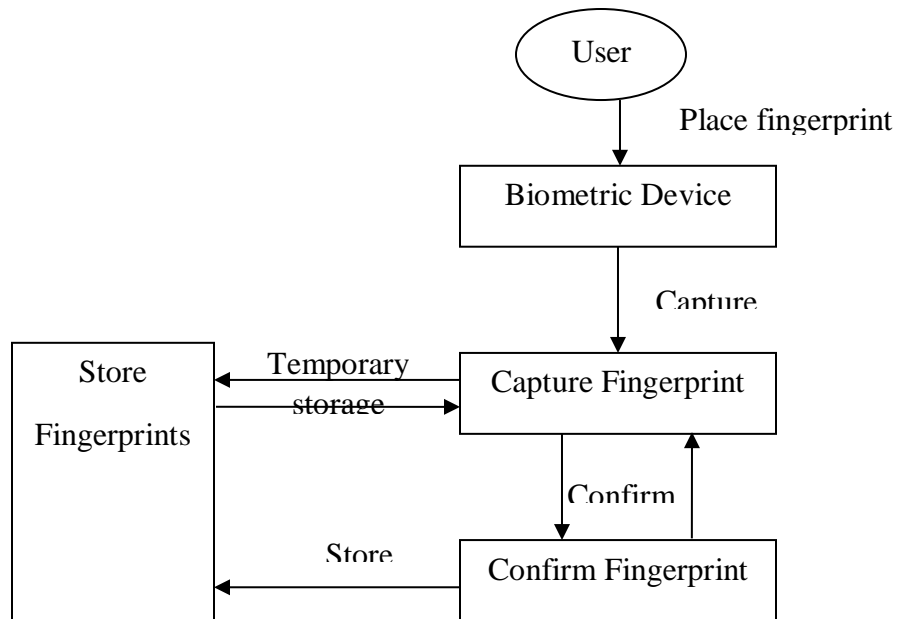 User
Place fingerprint
Biometric Device
Capture
Store
Fingerprints
Temporary
storage
Capture Fingerprint
Confirm
Store
Confirm Fingerprint